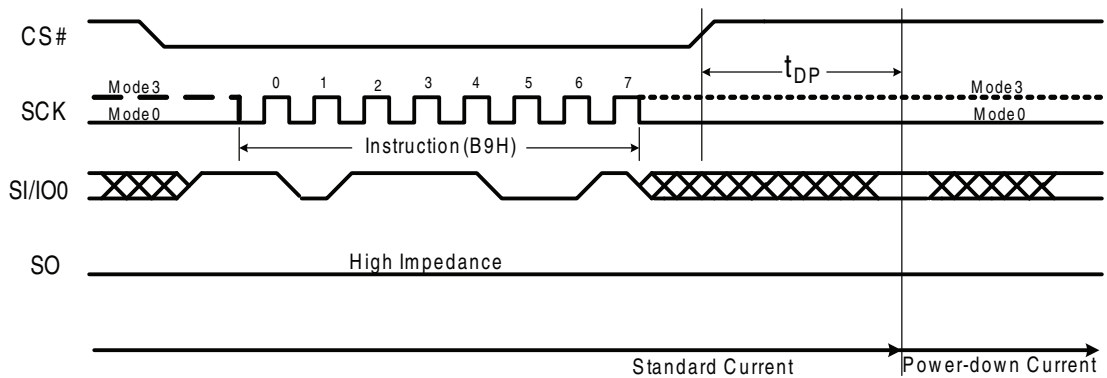 CS#
t DP
Mode3 0 1 2 3 4 5 6 7 Mode3
SCK
Mode0 Mode0
Instruction(B9H)
SI/IO0
SO
High Impedance
Standard Current Power-down Current